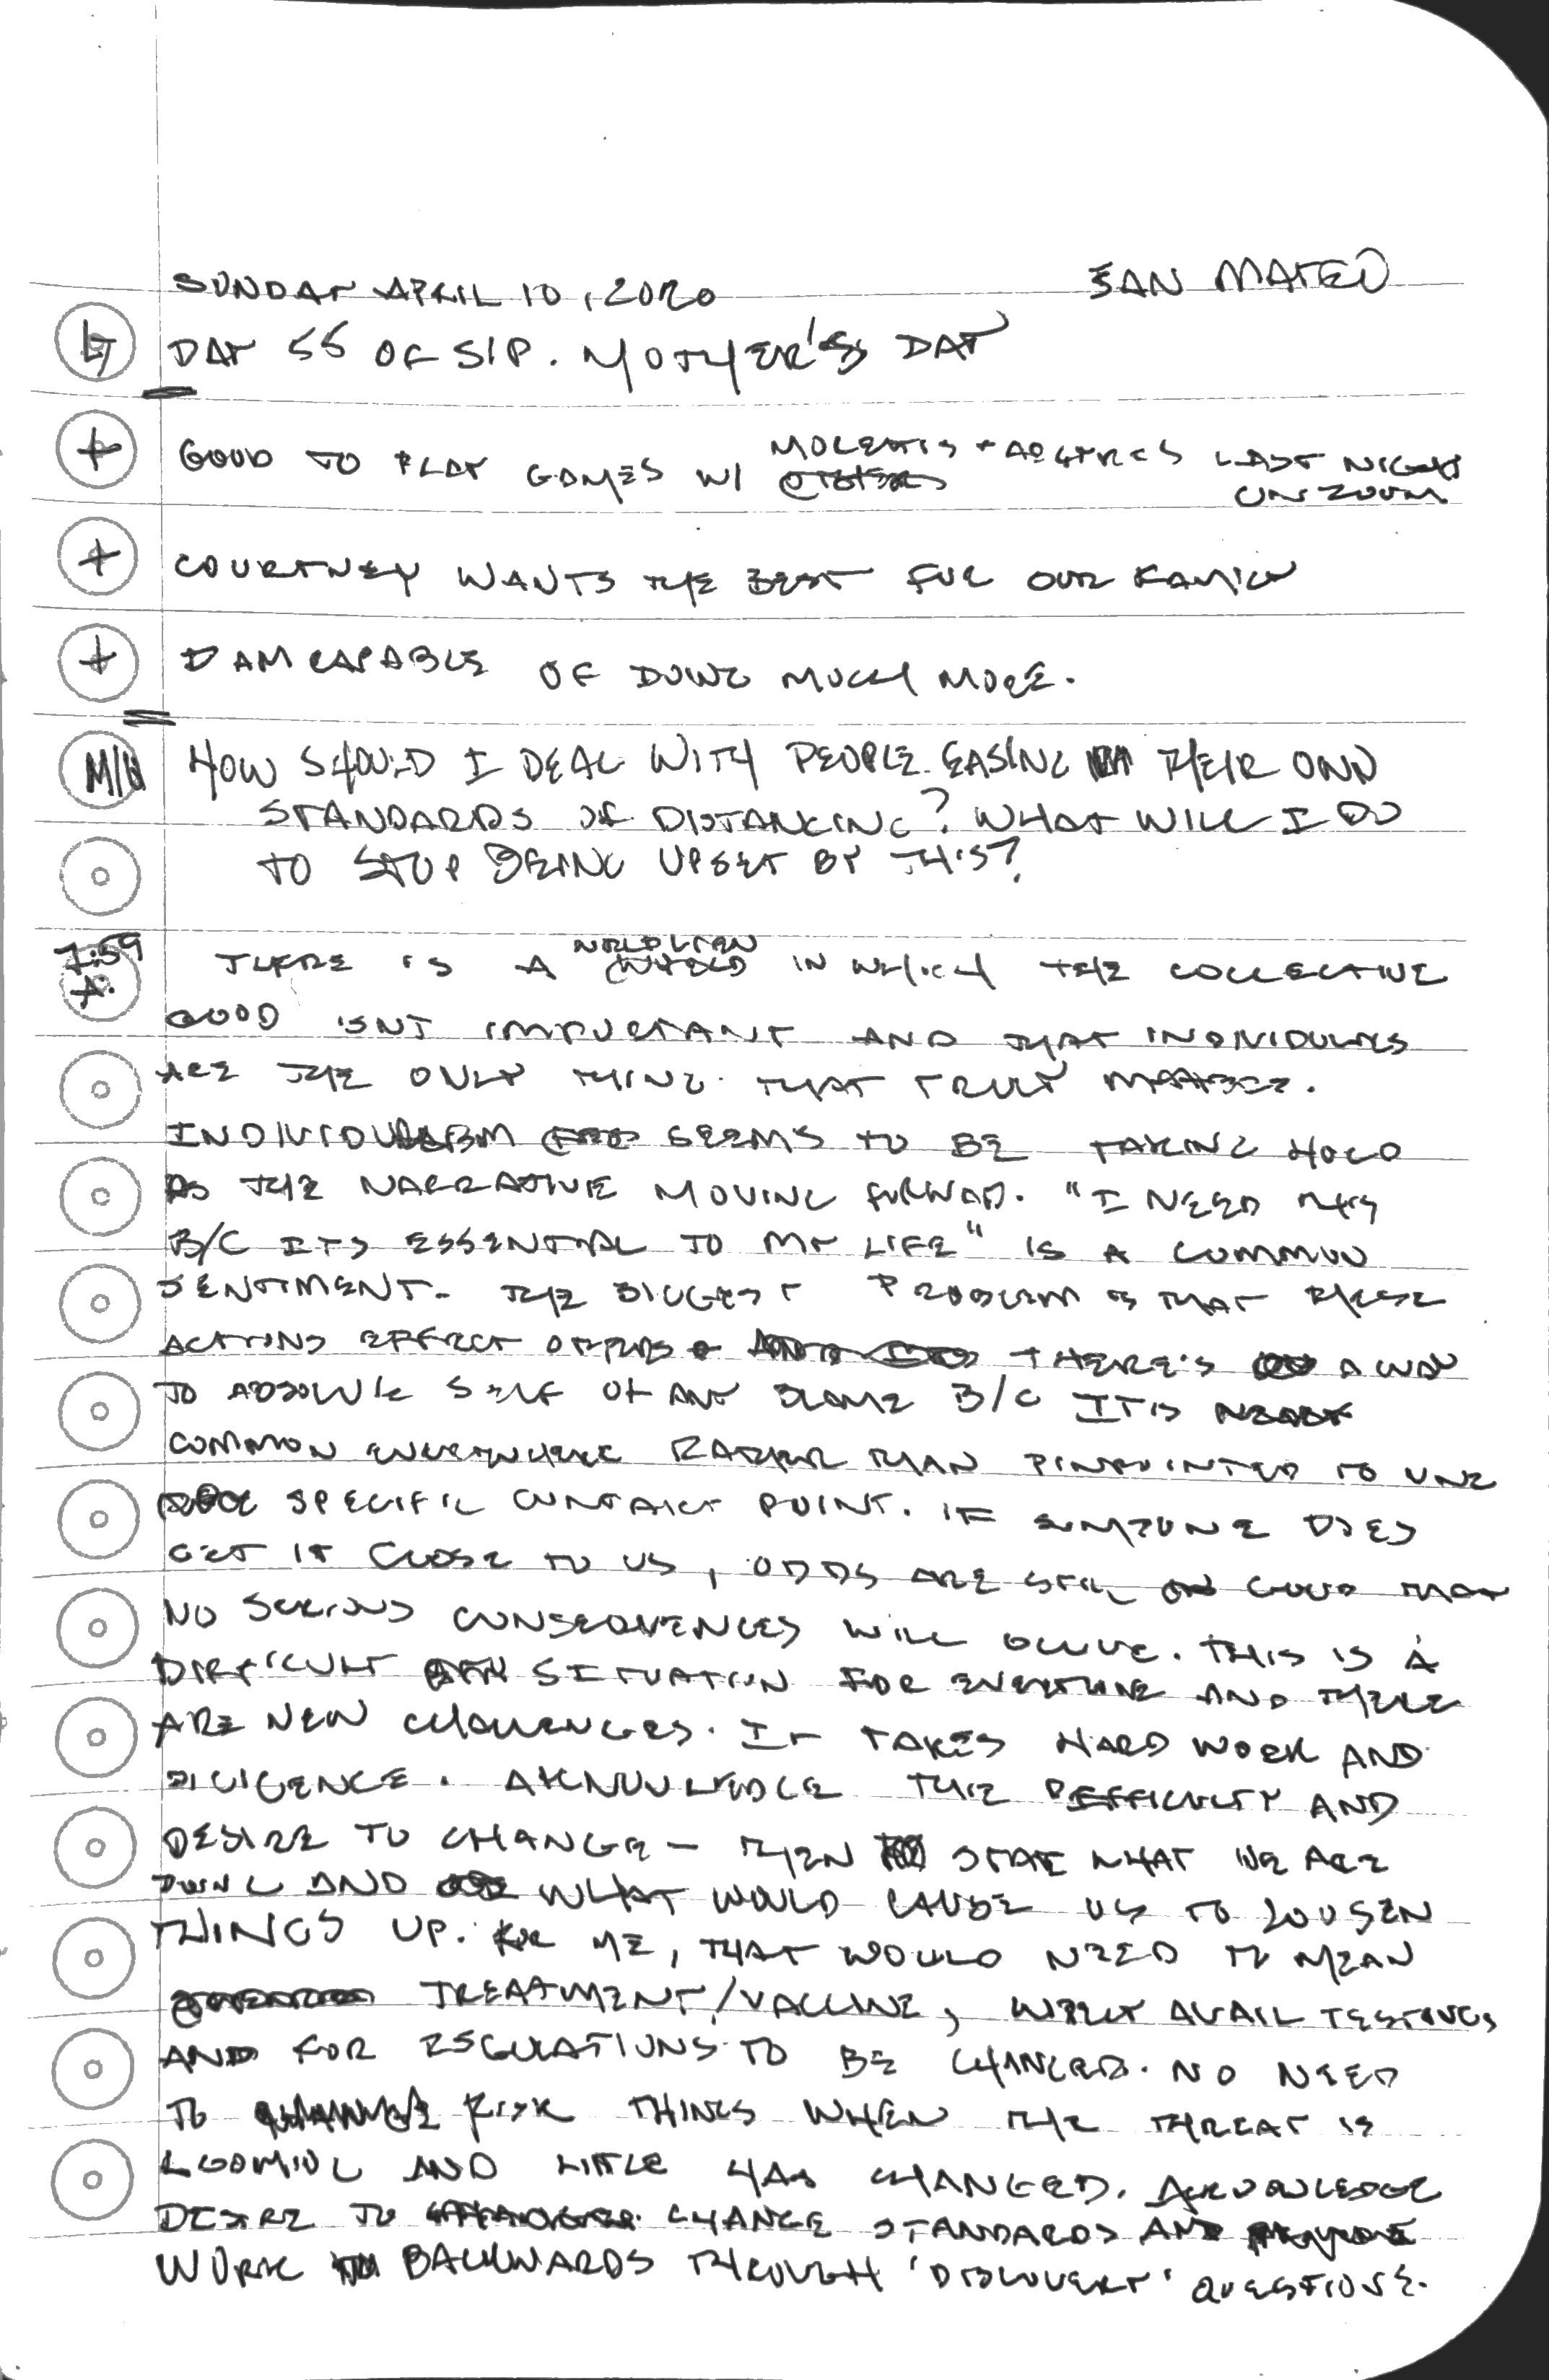 SUNDAY APRIL 10, 2020 SAN MATEO
DAY 55 OF SIP. MOTHER'S DAY
+ GOOD TO PLAY GAMES W/ LAST NIGHT
ON ZOOM
+ COURTNEY WANTS THE BEST FOR OUR FAMILY
+ I AM CAPABLE OF DOING MUCH MORE.
HOW SHOULD I DEAL WITH PEOPLE EASING THEIR OWN
STANDARDS OF DISTANCING? WHAT WILL I DO
TO STOP BEING UPSET BY THIS?
7:59
A. THERE IS A WORLD VIEW IN WHICH THE COLLECTIVE
GOOD ISNT IMPORTANT AND THAT INDIVIDUALS
ARE THE ONLY THING THAT TRULY MATTER.
INDIVIDUALISM SEEMS TO BE TAKING HOLD
AS THE NARRATIVE MOVING FORWARD. "I NEED THIS
B/C ITS ESSENTIAL TO MY LIFE" IS A COMMON
SENTIMENT. THE BIGGEST PROBLEM IS THAT THESE
ACTIONS EFFECT OTHERS THERE'S A WAY
TO ABSOLVE SELF OF ANY BLAME B/C IT IS
COMMON EVERYWHERE RATHER THAN PINPOINTED TO ONE
SPECIFIC CONTACT POINT. IF SOMEONE DOES
GET IT CLOSE TO US, ODDS ARE STILL GOOD THAT
NO SERIOUS CONSEQUENCES WILL OCCUR. THIS IS A
DIFFICULT SITUATION FOR EVERYONE AND THERE
ARE NEW CHALLENGES. IT TAKES HARD WORK AND
DILIGENCE. ACKNOWLEDGE THE DIFFICULTY AND
DESIRE TO CHANGE - THEN STATE WHAT WE ARE
DOING AND WHAT WOULD CAUSE US TO LOOSEN
THINGS UP. FOR ME, THAT WOULD NEED TO MEAN
TREATMENT/VACCINE, WIDELY AVAIL TESTING,
AND FOR REGULATIONS TO BE CHANGED. NO NEED
TO RISK THINGS WHEN THE THREAT IS
LOOMING AND LITTLE HAS CHANGED. ACKNOWLEDGE
DESIRE TO CHANGE STANDARDS AND
WORK BACKWARDS THROUGH 'DISCOVERY' QUESTIONS.